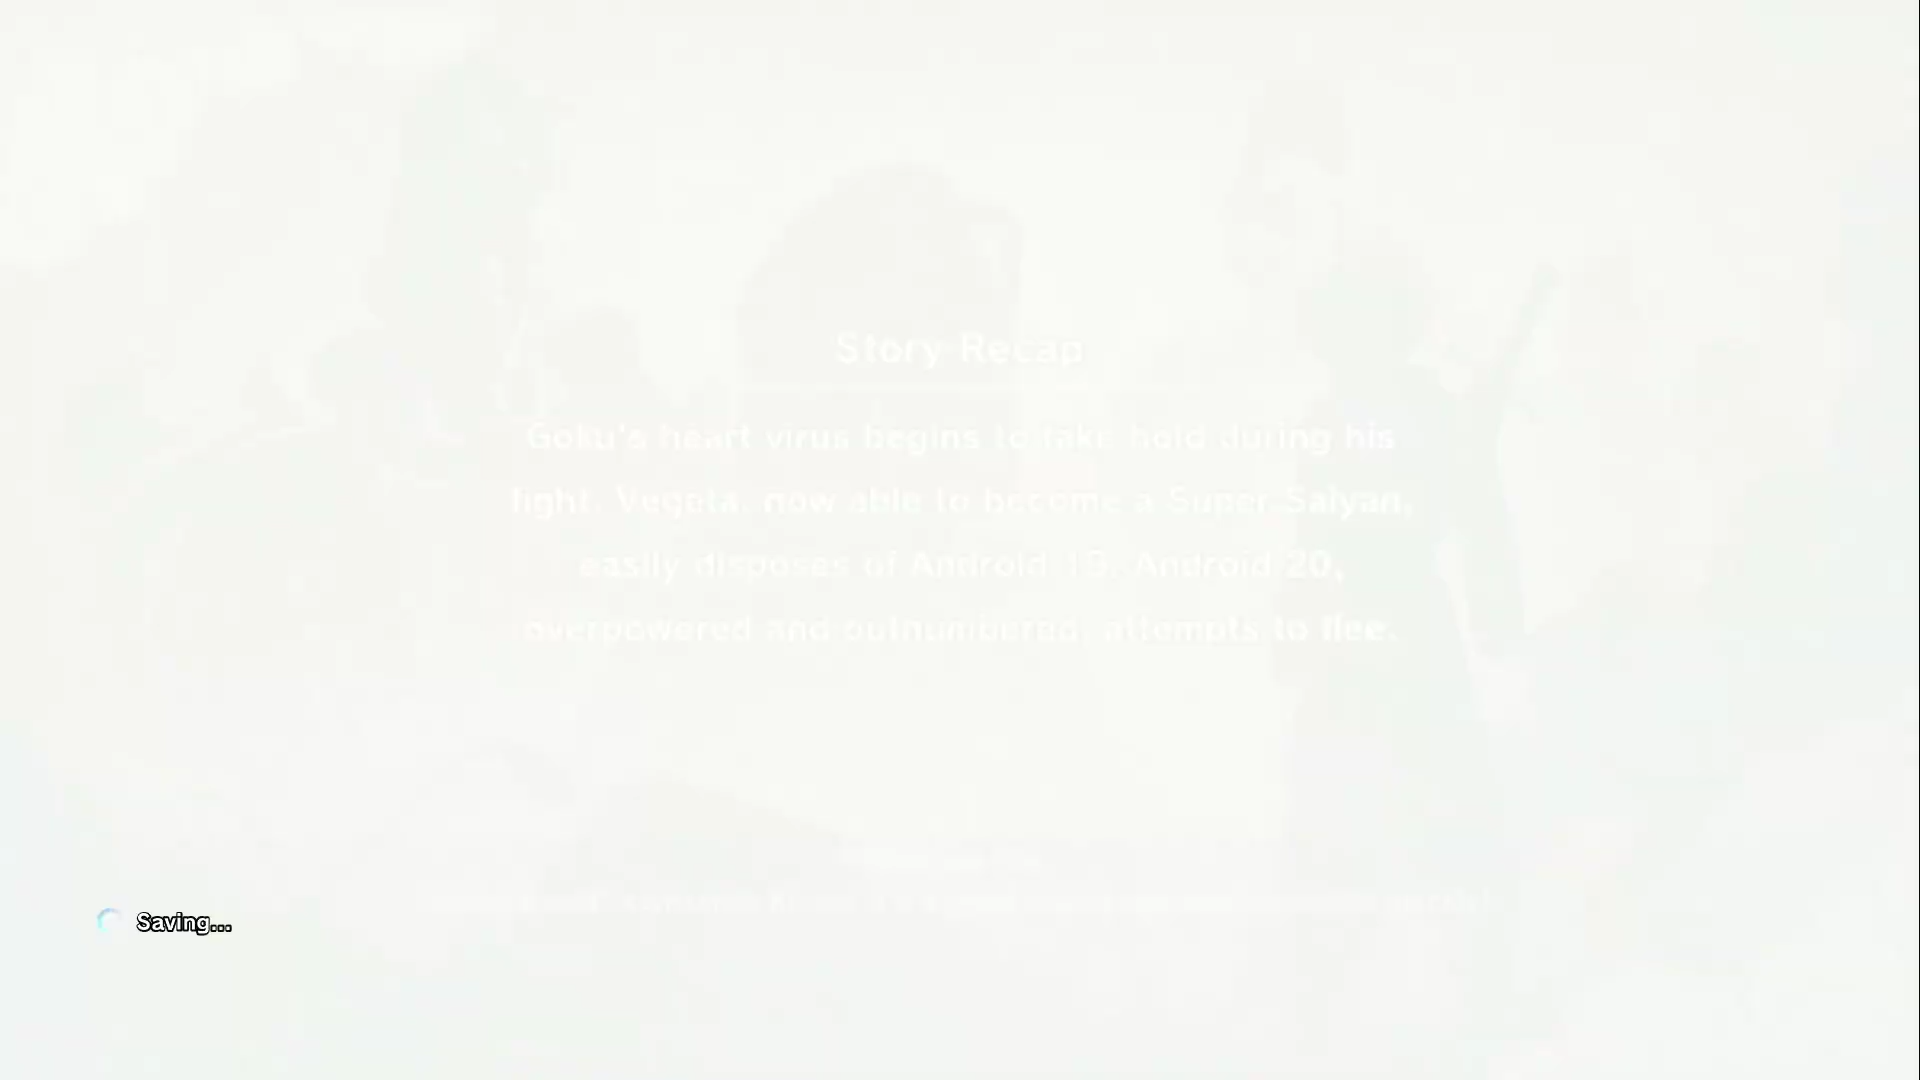 Story Recap
Goku's heart virus begins to take hold during his
fight. Vegeta, now able to become a Super Saiyan,
easily disposes of Android 19. Android 20,
overpowered and outnumbered, attempts to flee.
Saving...